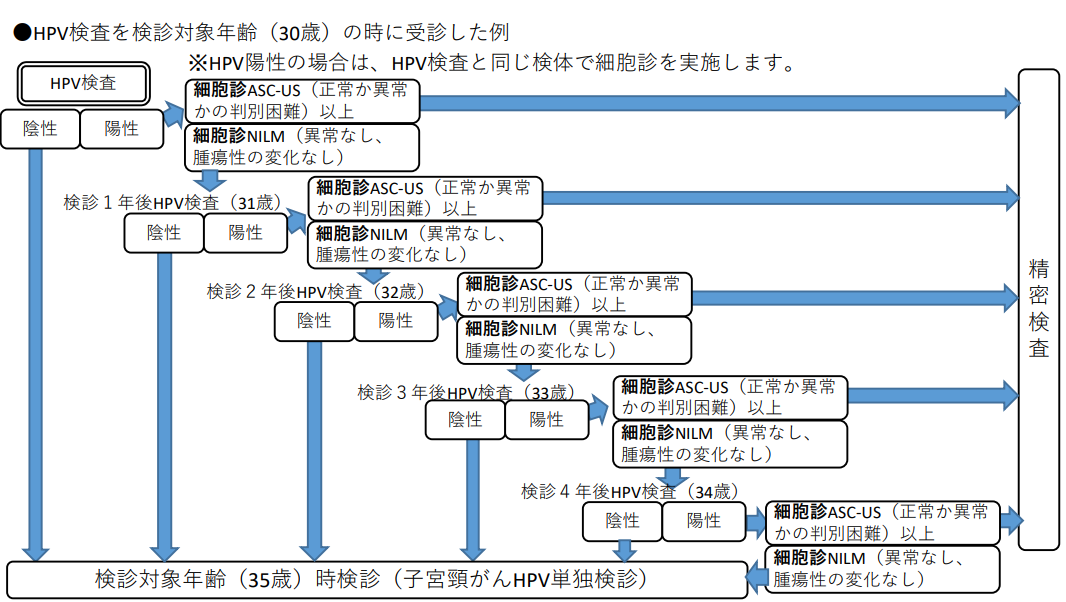 ●HPV検査を検診対象年齢（30歳）の時に受診した例
※HPV陽性の場合は、HPV検査と同じ検体で細胞診を実施します。
HPV検査
陰性
陽性
細胞診ASC-US（正常か異常
かの判別困難）以上
細胞診NILM（異常なし、
腫瘍性の変化なし）
検診１年後HPV検査（31歳）
陰性
陽性
細胞診ASC-US（正常か異常
かの判別困難）以上
細胞診NILM（異常なし、
腫瘍性の変化なし）
検診２年後HPV検査（32歳）
陰性
陽性
細胞診ASC-US（正常か異常
かの判別困難）以上
細胞診NILM（異常なし、
腫瘍性の変化なし）
検診３年後HPV検査（33歳）
陰性
陽性
細胞診ASC-US（正常か異常
かの判別困難）以上
細胞診NILM（異常なし、
腫瘍性の変化なし）
検診４年後HPV検査（34歳）
陰性
陽性
細胞診ASC-US（正常か異常
かの判別困難）以上
細胞診NILM（異常なし、
腫瘍性の変化なし）
精密検査
検診対象年齢（35歳）時検診（子宮頸がんHPV単独検診）